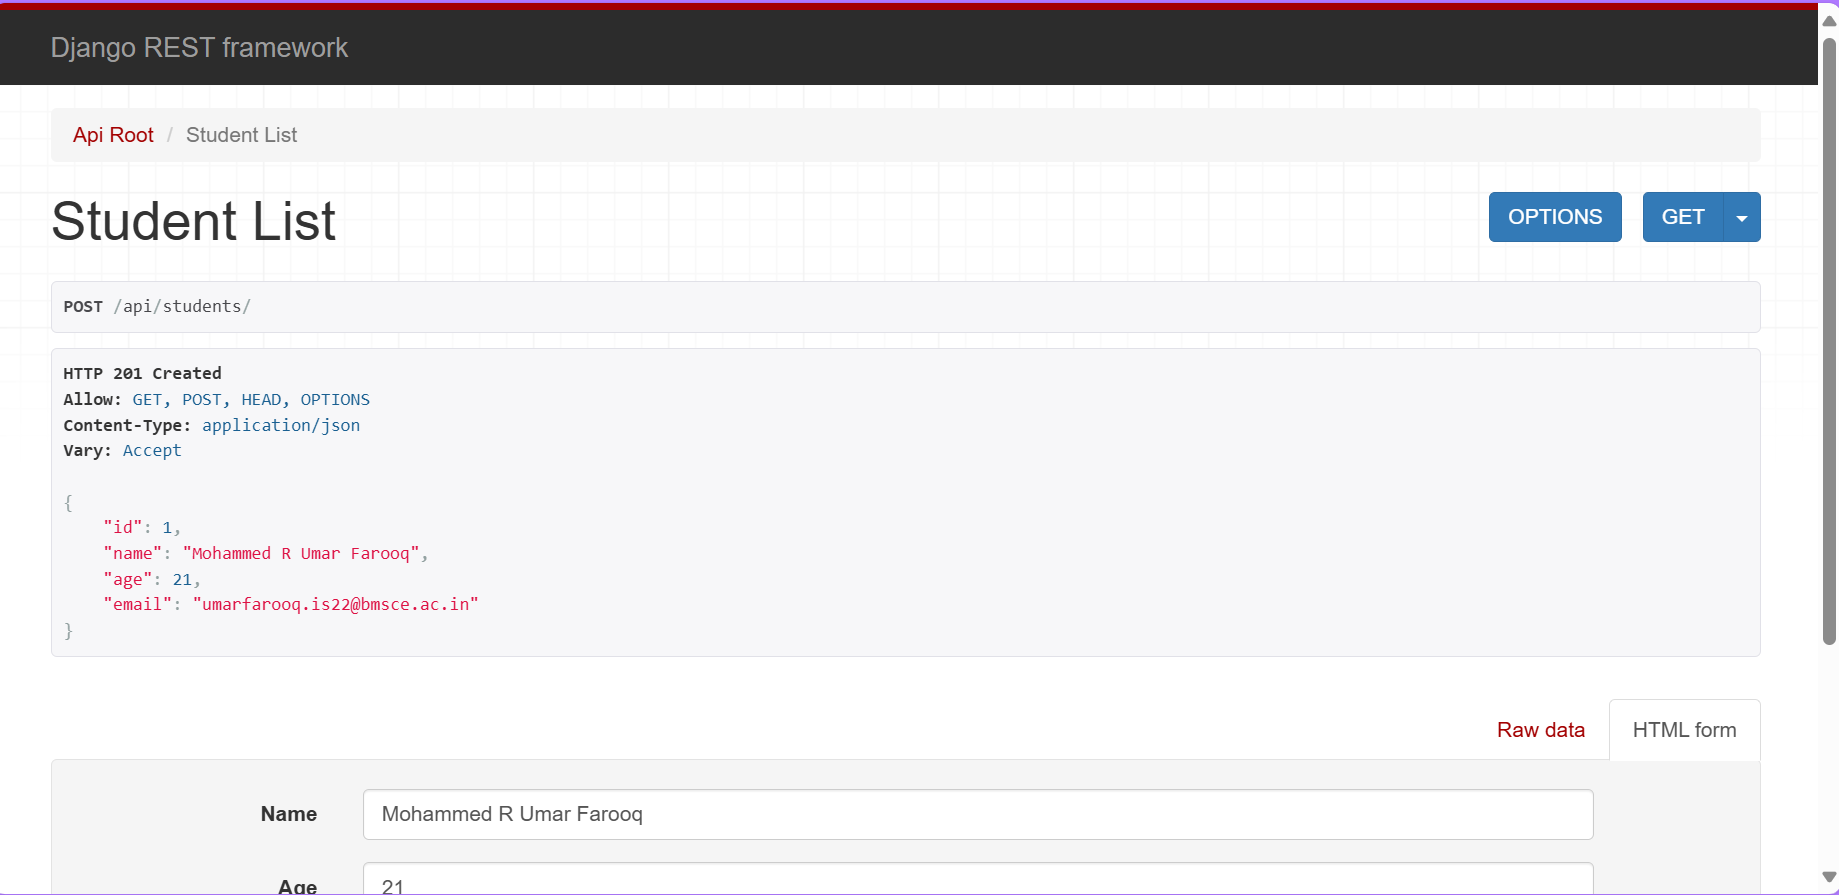 Django REST framework
Api Root / Student List
Student List
OPTIONS GET
POST /api/students/
HTTP 201 Created
Allow: GET, POST, HEAD, OPTIONS
Content-Type: application/json
Vary: Accept
{
    "id": 1,
    "name": "Mohammed R Umar Farooq",
    "age": 21,
    "email": "umarfarooq.is22@bmsce.ac.in"
}
Raw data HTML form
Name Mohammed R Umar Farooq
Age 21